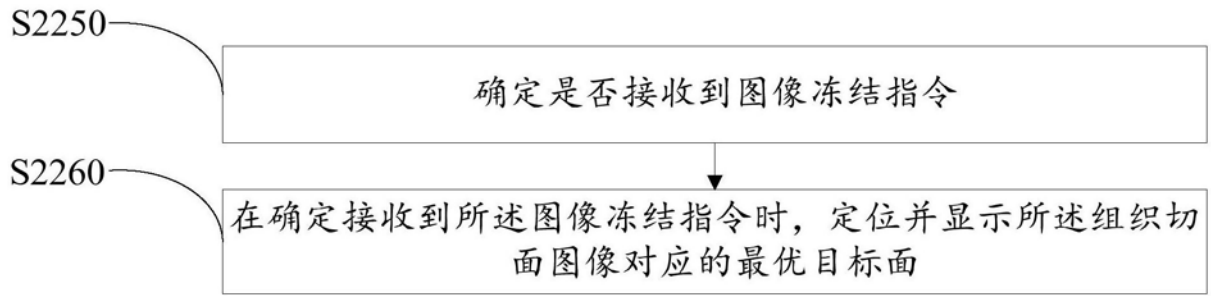 S2250
确定是否接收到图像冻结指令
S2260
在确定接收到所述图像冻结指令时，定位并显示所述组织切
面图像对应的最优目标面